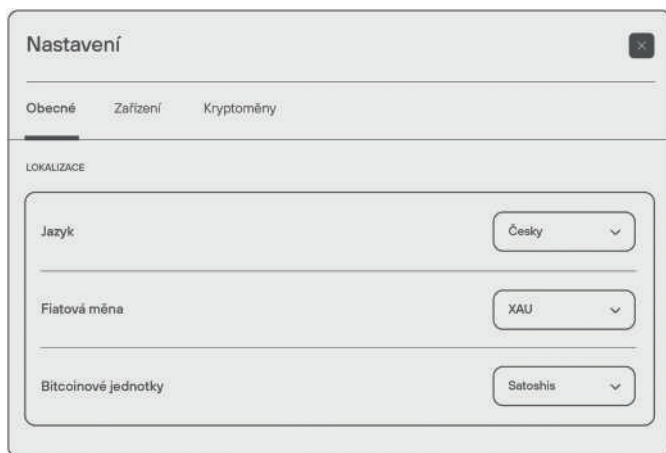 Nastavení
Obecné Zařízení Kryptoměny
LOKALIZACE
Jazyk Česky
Fiatová měna XAU
Bitcoinové jednotky Satoshis